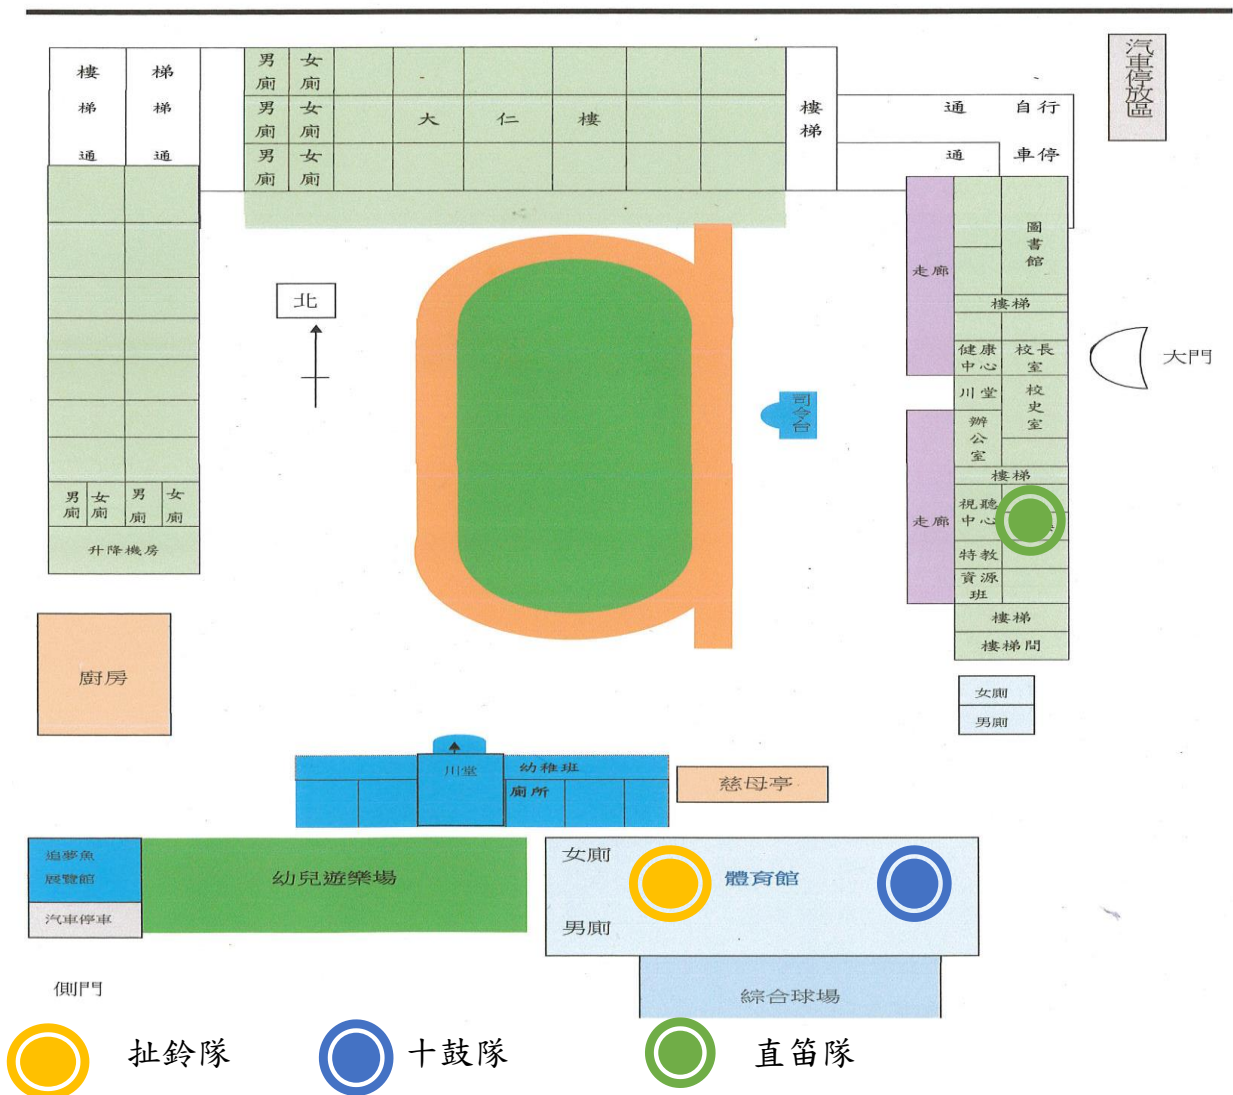 樓 梯
梯 梯
通 通
男廁 女廁
男廁 女廁
男廁 女廁
大 仁 樓
樓梯
通 自行
通 車停
汽車停放區
圖書館
走廊
樓梯
北
健康中心 校長室
大門
川堂
校史室
司令台
辦公室
樓梯
視聽中心
走廊
男廁 女廁 男廁 女廁
升降機房
特教
資源班
樓梯
樓梯間
廚房
女廁
男廁
川堂
幼稚班
廁所
慈母亭
追夢魚
展覽館
汽車停車
幼兒遊樂場
女廁
體育館
男廁
側門
綜合球場
扯鈴隊 十鼓隊 直笛隊